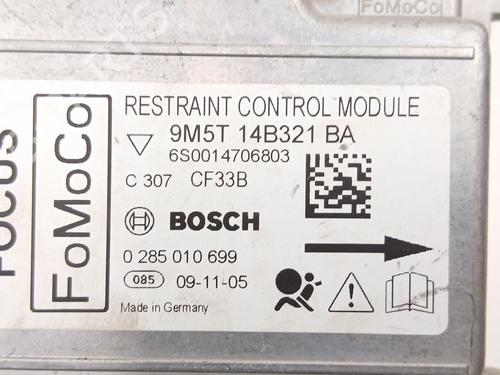 FoMoCo
FOCUS
FoMoCo
RESTRAINT CONTROL MODULE
9M5T 14B321 BA
6S0014706803
C 307 CF33B
BOSCH
0 285 010 699
085 09-11-05
Made in Germany